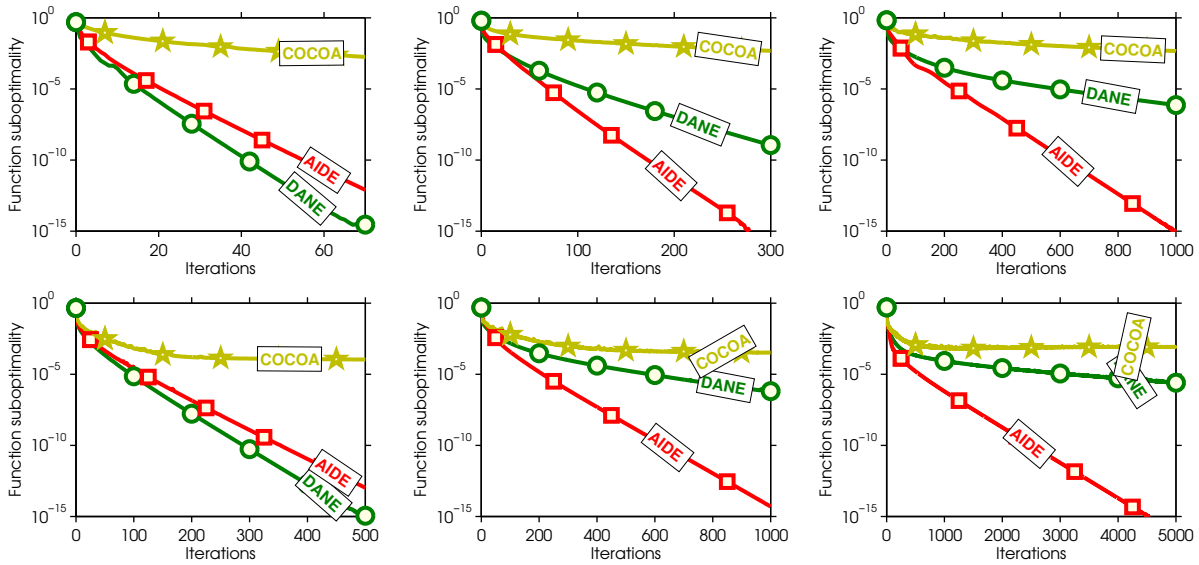 Function suboptimality
10^0
10^-5
10^-10
10^-15
COCOA
AIDE
DANE
0 20 40 60
Iterations
Function suboptimality
10^0
10^-5
10^-10
10^-15
COCOA
DANE
AIDE
0 100 200 300
Iterations
Function suboptimality
10^0
10^-5
10^-10
10^-15
COCOA
DANE
AIDE
0 200 400 600 800 1000
Iterations
Function suboptimality
10^0
10^-5
10^-10
10^-15
COCOA
AIDE
DANE
0 100 200 300 400 500
Iterations
Function suboptimality
10^0
10^-5
10^-10
10^-15
COCOA
DANE
AIDE
0 200 400 600 800 1000
Iterations
Function suboptimality
10^0
10^-5
10^-10
10^-15
COCOA
DANE
AIDE
0 1000 2000 3000 4000 5000
Iterations